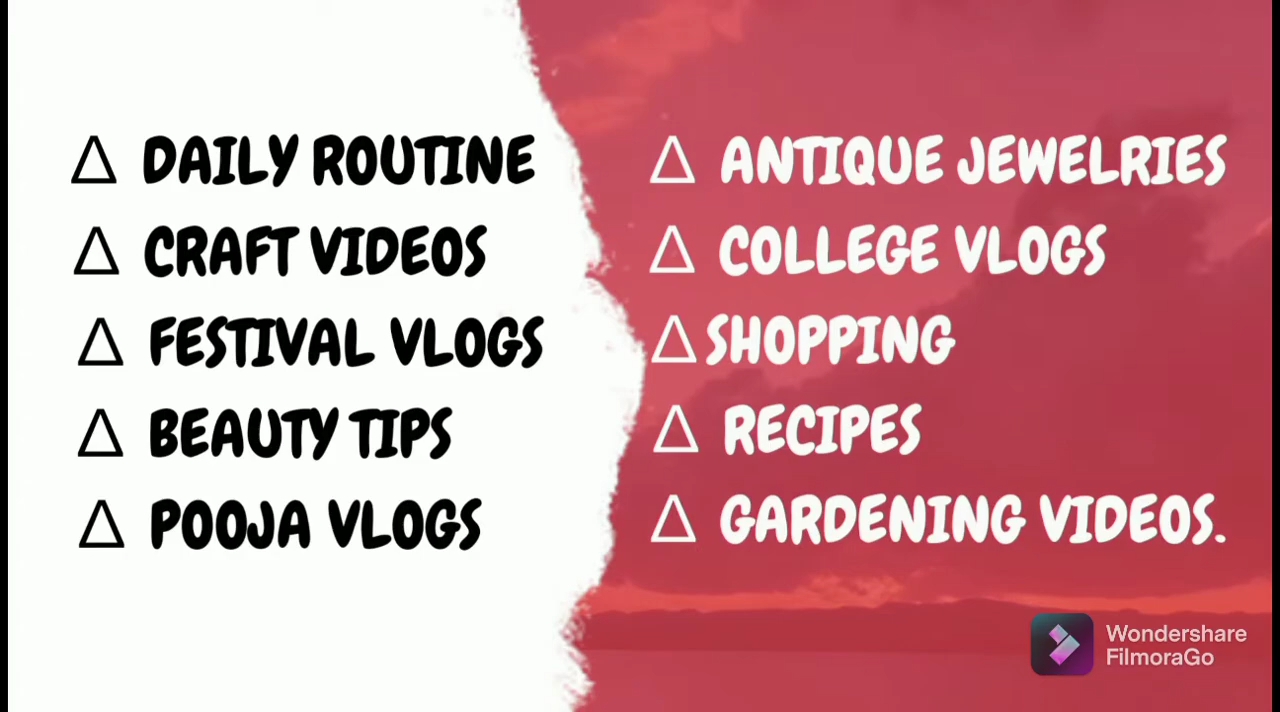 Δ DAILY ROUTINE
Δ CRAFT VIDEOS
Δ FESTIVAL VLOGS
Δ BEAUTY TIPS
Δ POOJA VLOGS
Δ ANTIQUE JEWELRIES
Δ COLLEGE VLOGS
Δ SHOPPING
Δ RECIPES
Δ GARDENING VIDEOS.
Wondershare
FilmoraGo